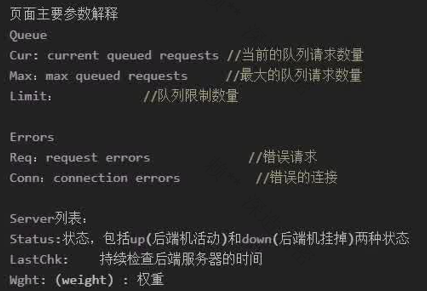 页面主要参数解释
Queue
Cur: current queued requests //当前的队列请求数量
Max: max queued requests //最大的队列请求数量
Limit: //队列限制数量
Errors
Req: request errors //错误请求
Conn: connection errors //错误的连接
Server列表:
Status:状态, 包括up(后端机活动)和down(后端机挂掉)两种状态
LastChk: 持续检查后端服务器的时间
Wght: (weight) : 权重